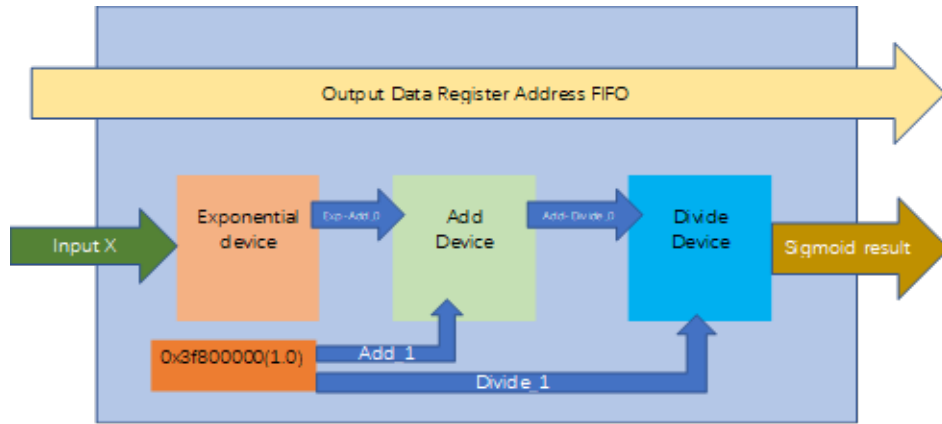 Output Data Register Address FIFO
Exponential
device
Exp-Add_0
Add
Device
Add-Divide_0
Divide
Device
Input X
Sigmoid result
0x3f800000(1.0)
Add_1
Divide_1